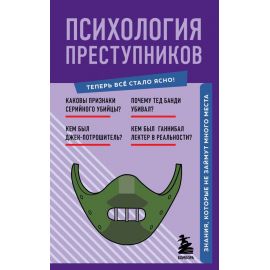 ПСИХОЛОГИЯ
ПРЕСТУПНИКОВ
ТЕПЕРЬ ВСЁ СТАЛО ЯСНО!
КАКОВЫ ПРИЗНАКИ
СЕРИЙНОГО УБИЙЦЫ?
ПОЧЕМУ ТЕД БАНДИ
УБИВАЛ?
КЕМ БЫЛ
ДЖЕК-ПОТРОШИТЕЛЬ?
КЕМ БЫЛ ГАННИБАЛ
ЛЕКТЕР В РЕАЛЬНОСТИ?
ЗНАНИЯ, КОТОРЫЕ НЕ ЗАЙМУТ МНОГО МЕСТА
БОМБОРА